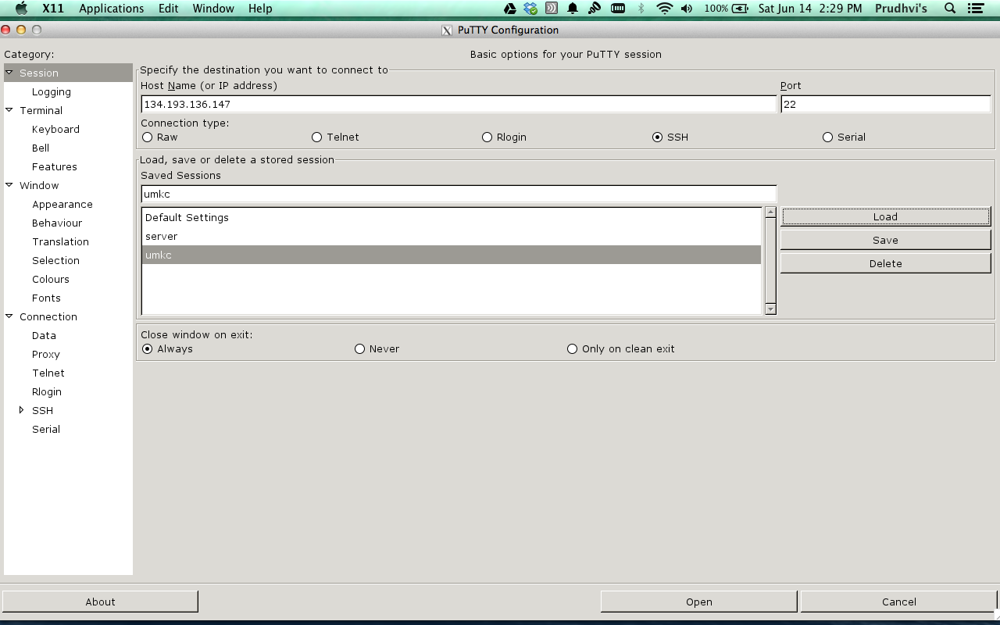 X11 Applications Edit Window Help 100% Sat Jun 14 2:29 PM Prudhvi's
X PuTTY Configuration
Category:
Basic options for your PuTTY session
Session
Logging
Terminal
Keyboard
Bell
Features
Window
Appearance
Behaviour
Translation
Selection
Colours
Fonts
Connection
Data
Proxy
Telnet
Rlogin
SSH
Serial
Specify the destination you want to connect to
Host Name (or IP address) Port
134.193.136.147 22
Connection type:
Raw Telnet Rlogin SSH Serial
Load, save or delete a stored session
Saved Sessions
umkc
Default Settings
server
umkc
Load
Save
Delete
Close window on exit:
Always Never Only on clean exit
About Open Cancel